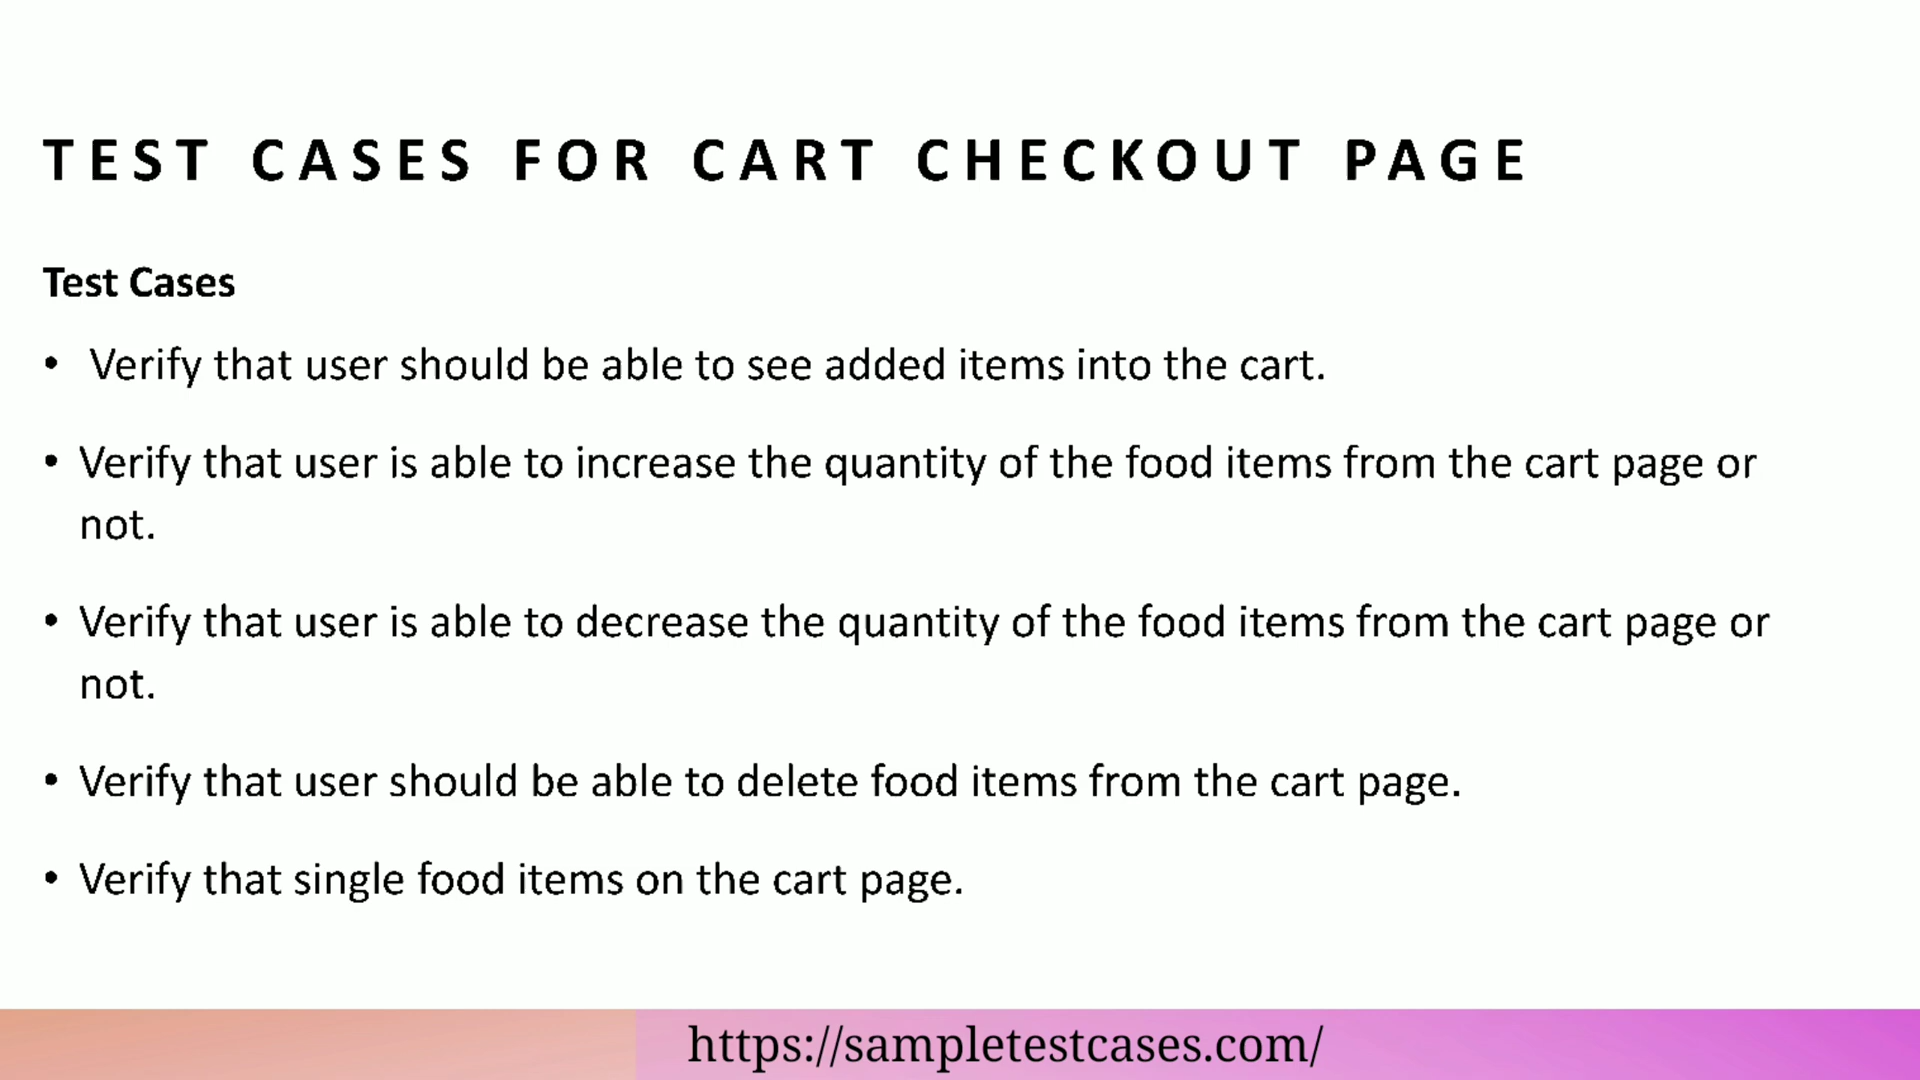 TEST CASES FOR CART CHECKOUT PAGE
Test Cases
• Verify that user should be able to see added items into the cart.
• Verify that user is able to increase the quantity of the food items from the cart page or
not.
• Verify that user is able to decrease the quantity of the food items from the cart page or
not.
• Verify that user should be able to delete food items from the cart page.
• Verify that single food items on the cart page.
https://sampletestcases.com/